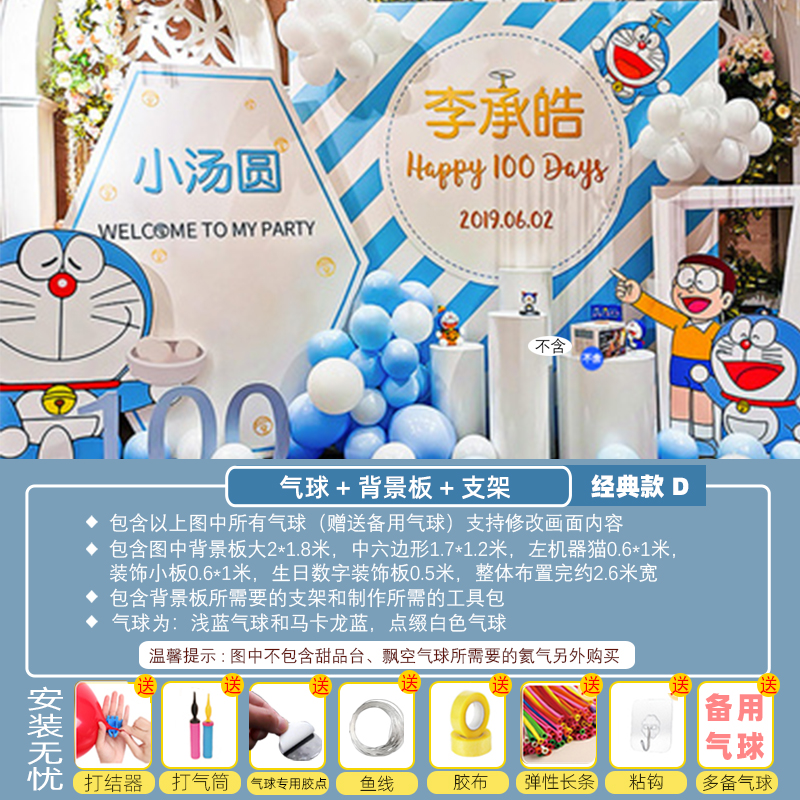 李承皓
Happy 100 Days
2019.06.02
小汤圆
WELCOME TO MY PARTY
100
不含
不含
气球 + 背景板 + 支架
经典款 D
◆ 包含以上图中所有气球（赠送备用气球）支持修改画面内容
◆ 包含图中背景板大2*1.8米，中六边形1.7*1.2米，左机器猫0.6*1米，
装饰小板0.6*1米，生日数字装饰板0.5米，整体布置完约2.6米宽
◆ 包含背景板所需要的支架和制作所需的工具包
◆ 气球为：浅蓝气球和马卡龙蓝，点缀白色气球
温馨提示：图中不包含甜品台、飘空气球所需要的氦气另外购买
安装无忧
送 送 送 送 送 送 送 送
备用
气球
打结器 打气筒 气球专用胶点 鱼线 胶布 弹性长条 粘钩 多备气球